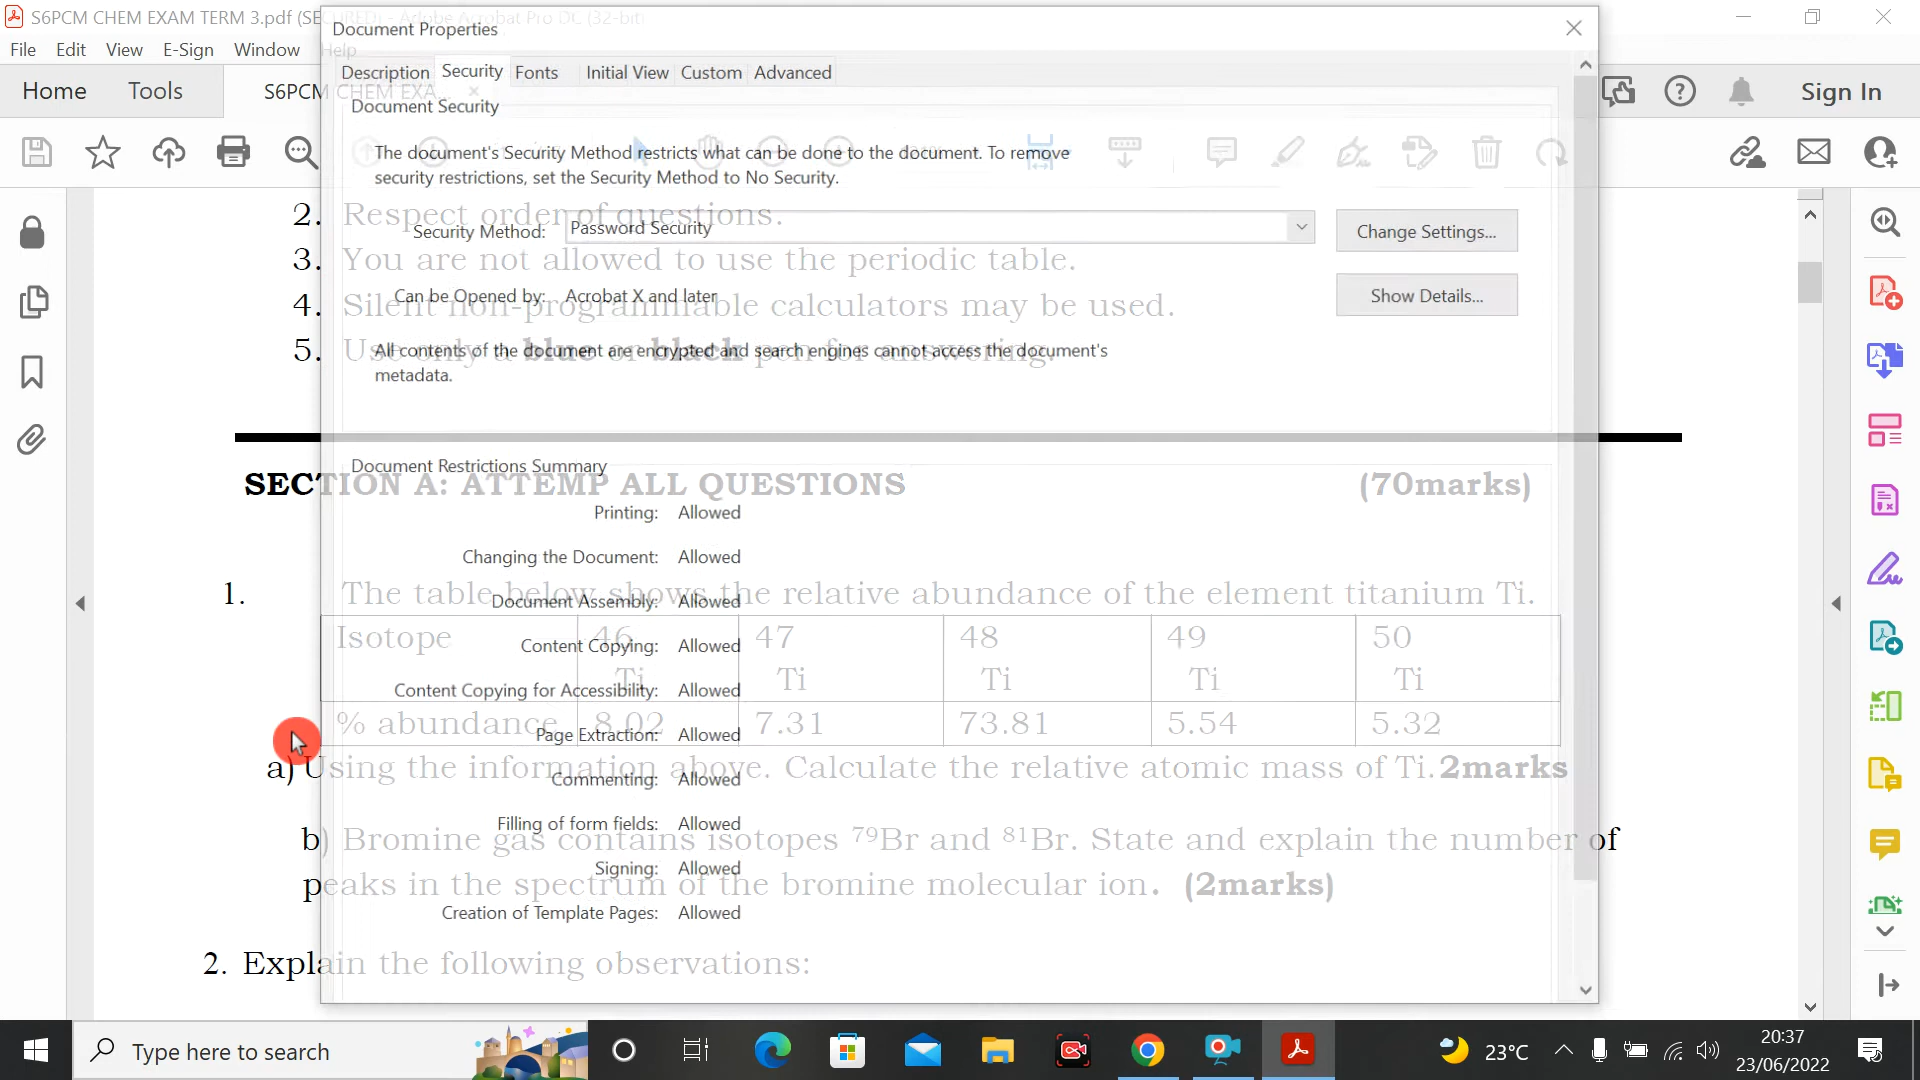 S6PCM CHEM EXAM TERM 3.pdf (SECURED) - Adobe Acrobat Pro DC (32-bit)
File Edit View E-Sign Window Help
Home Tools S6PCM CHEM EXA... Sign In
Document Properties
Description Security Fonts Initial View Custom Advanced
Document Security
The document's Security Method restricts what can be done to the document. To remove
security restrictions, set the Security Method to No Security.
Security Method: Password Security Change Settings...
Can be Opened by: Acrobat X and later Show Details...
All contents of the document are encrypted and search engines cannot access the document's
metadata.
Document Restrictions Summary
Printing: Allowed
Changing the Document: Allowed
Document Assembly: Allowed
Content Copying: Allowed
Content Copying for Accessibility: Allowed
Page Extraction: Allowed
Commenting: Allowed
Filling of form fields: Allowed
Signing: Allowed
Creation of Template Pages: Allowed
2. Respect order of questions.
3. You are not allowed to use the periodic table.
4. Silent non-programmable calculators may be used.
5. Use only a blue or black pen for answering.
SECTION A: ATTEMP ALL QUESTIONS (70marks)
1. The table below shows the relative abundance of the element titanium Ti.
Isotope 46 47 48 49 50
Ti Ti Ti Ti Ti
% abundance 8.02 7.31 73.81 5.54 5.32
a) Using the information above. Calculate the relative atomic mass of Ti. 2marks
b) Bromine gas contains isotopes ⁷⁹Br and ⁸¹Br. State and explain the number of
peaks in the spectrum of the bromine molecular ion. (2marks)
2. Explain the following observations:
Type here to search
23°C
20:37
23/06/2022